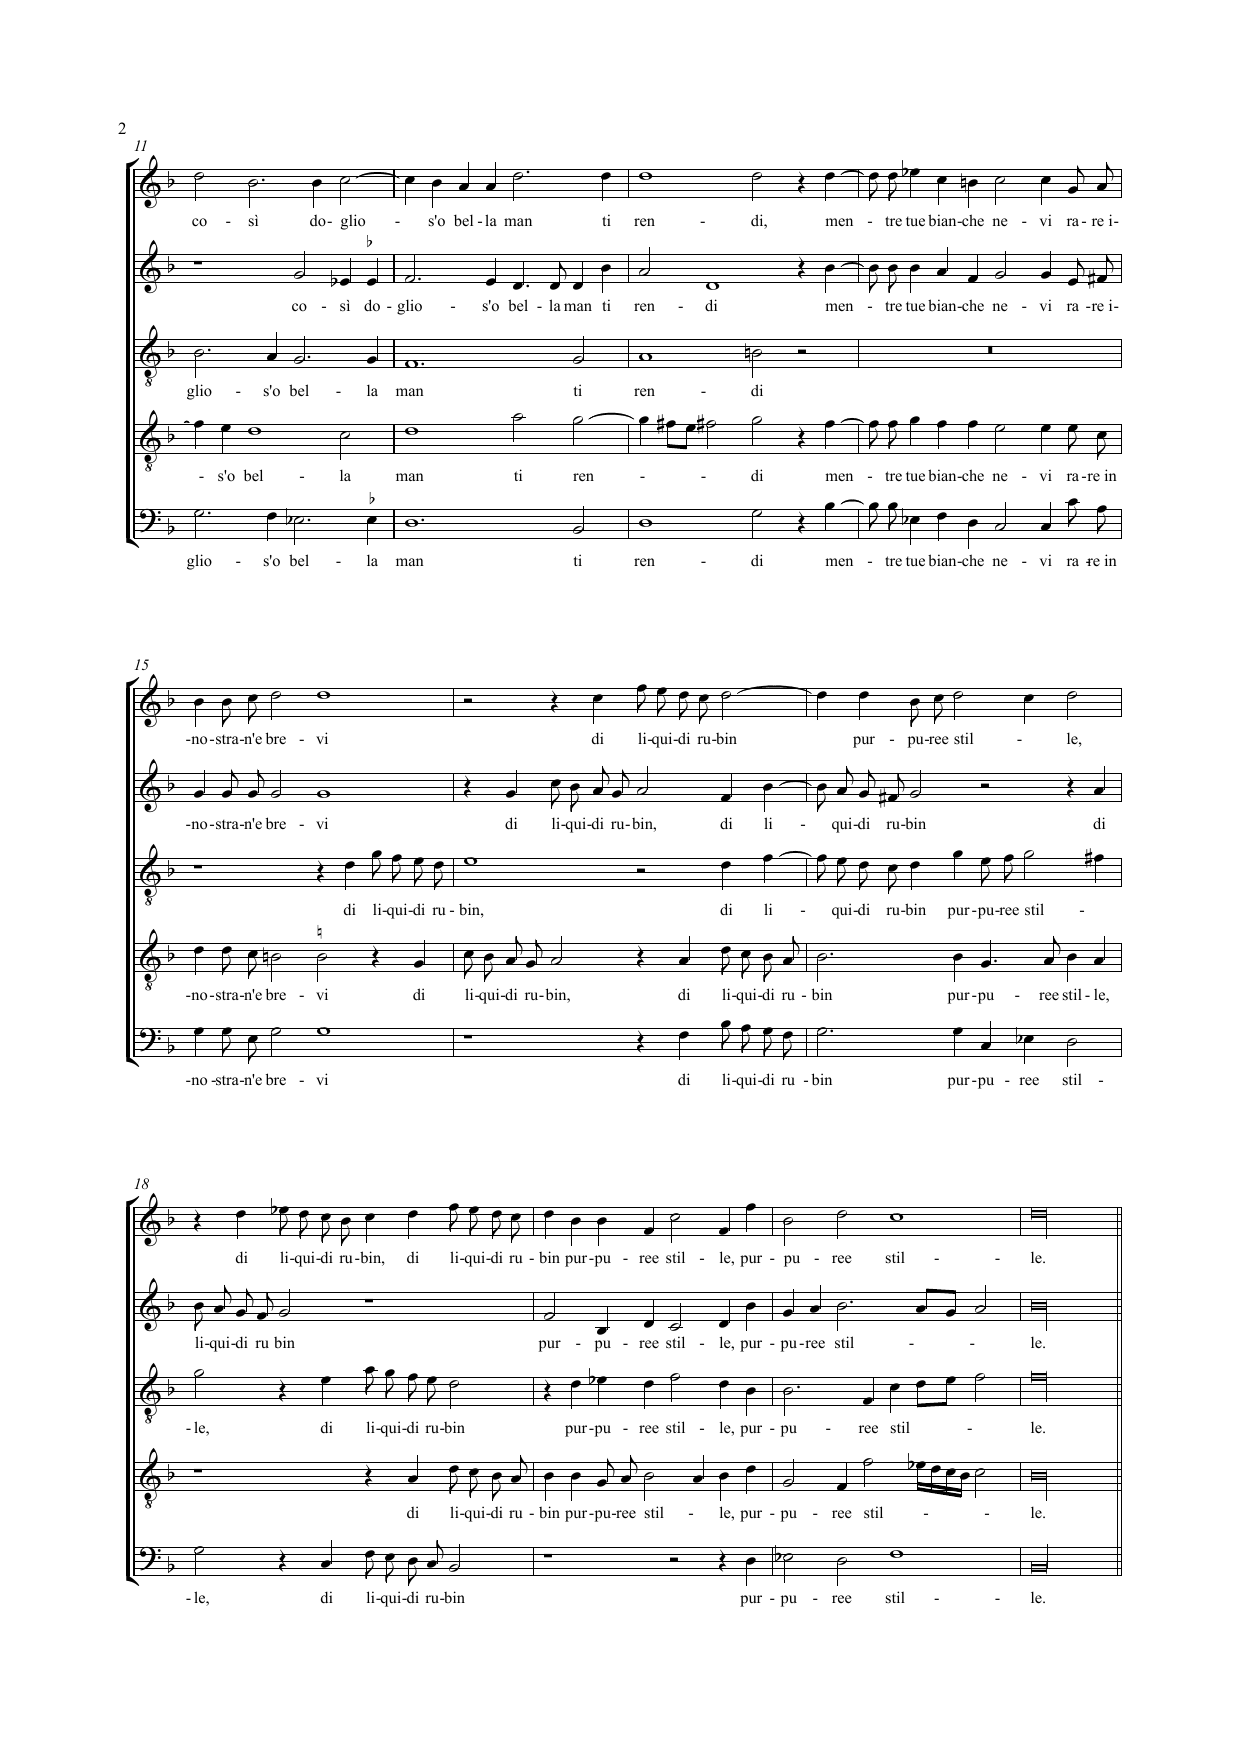 2
11
co - sì do- glio - s'o bel - la man ti ren - di, men - tre tue bian-che ne - vi ra- re i-
co - sì do - glio - s'o bel - la man ti ren - di men - tre tue bian-che ne - vi ra -re i-
glio - s'o bel - la man ti ren - di
- s'o bel - la man ti ren - - di men - tre tue bian-che ne - vi ra-re in
glio - s'o bel - la man ti ren - di men - tre tue bian-che ne - vi ra -re in
15
-no-stra-n'e bre - vi di li-qui-di ru-bin pur - pu-ree stil - le,
-no-stra-n'e bre - vi di li-qui-di ru-bin, di li - qui-di ru-bin di
di li-qui-di ru - bin, di li - qui-di ru-bin pur-pu-ree stil -
-no-stra-n'e bre - vi di li-qui-di ru-bin, di li-qui-di ru - bin pur-pu - ree stil - le,
-no -stra-n'e bre - vi di li-qui-di ru - bin pur-pu - ree stil -
18
di li-qui-di ru-bin, di li-qui-di ru - bin pur-pu - ree stil - le, pur - pu - ree stil - - le.
li-qui-di ru bin pur - pu - ree stil - le, pur - pu-ree stil - - le.
- le, di li-qui-di ru-bin pur-pu - ree stil - le, pur - pu - ree stil - le.
di li-qui-di ru - bin pur-pu-ree stil - le, pur - pu - ree stil - - le.
- le, di li-qui-di ru-bin pur - pu - ree stil - - le.